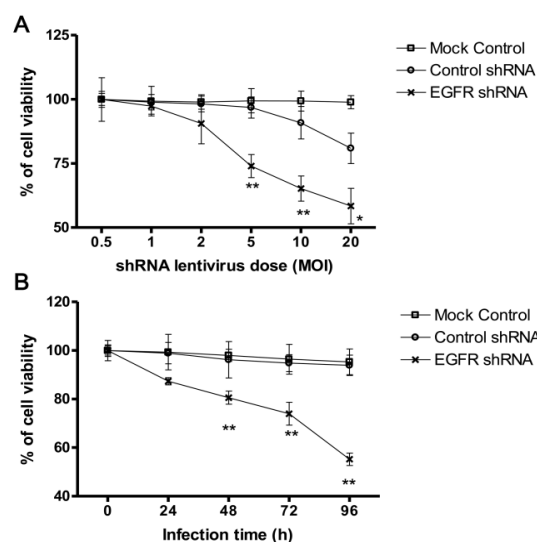 A
125
100
75
50
% of cell viability
0.5 1 2 5 10 20
shRNA lentivirus dose (MOI)
** ** *
Mock Control
Control shRNA
EGFR shRNA
B
120
100
80
60
40
% of cell viability
0 24 48 72 96
Infection time (h)
** ** **
Mock Control
Control shRNA
EGFR shRNA